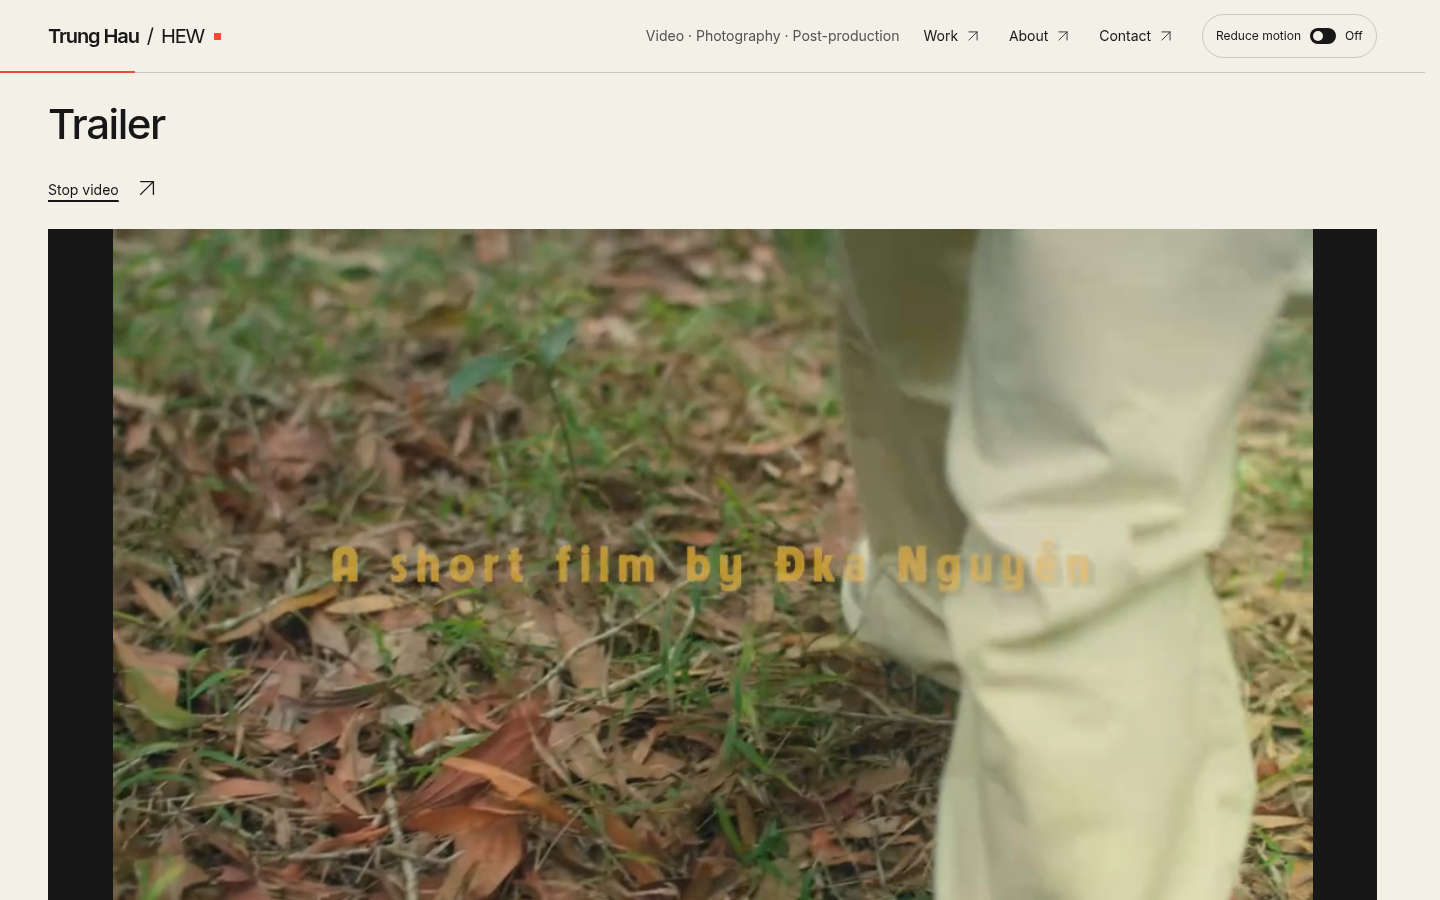 Trung Hau / HEW
Video · Photography · Post-production
Work
About
Contact
Reduce motion
Off
Trailer
Stop video
A short film by Đka Nguyễn